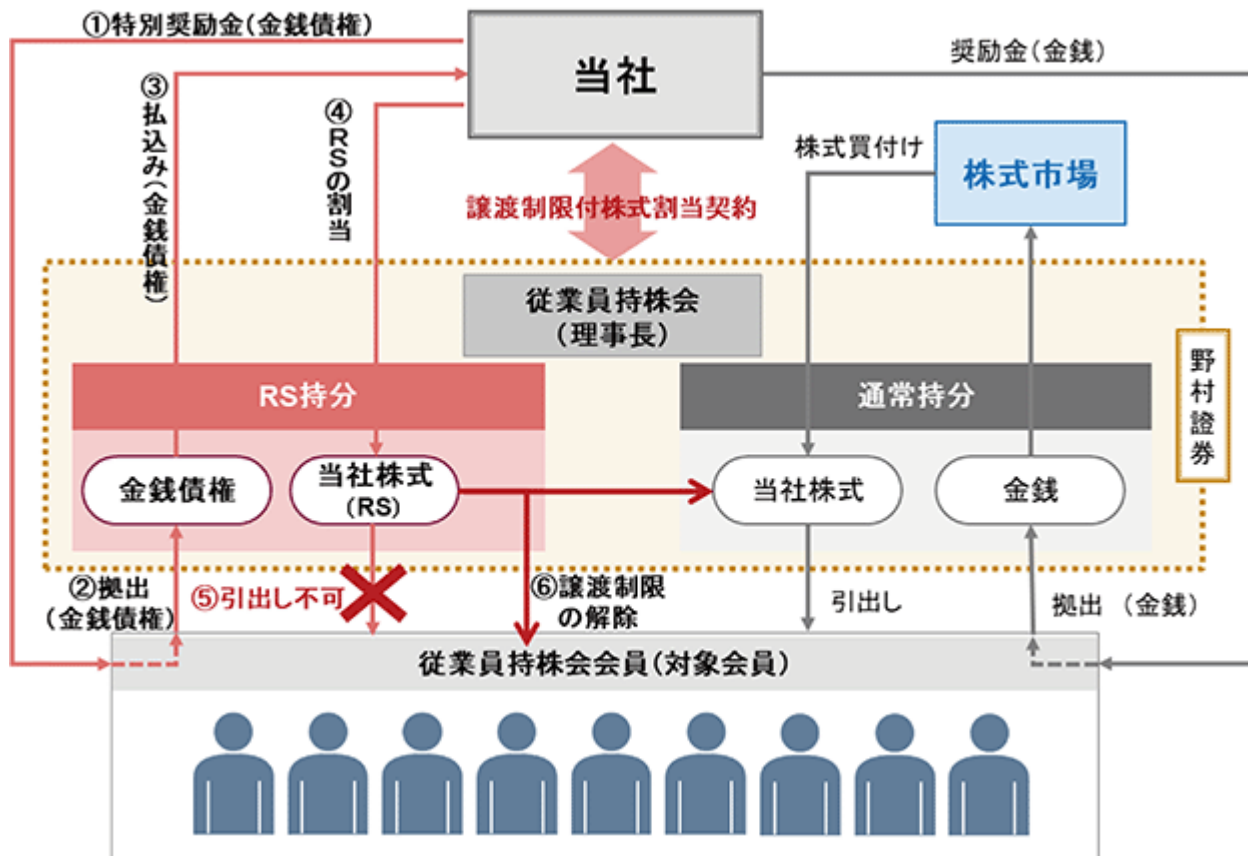 ①特別奨励金(金銭債権)
当社
奨励金(金銭)
③払込み(金銭債権)
④RSの割当
株式買付け
株式市場
譲渡制限付株式割当契約
従業員持株会
(理事長)
野村證券
RS持分
通常持分
金銭債権
当社株式
(RS)
当社株式
金銭
②拠出
(金銭債権)
⑤引出し不可
⑥譲渡制限
の解除
引出し
拠出 (金銭)
従業員持株会会員(対象会員)